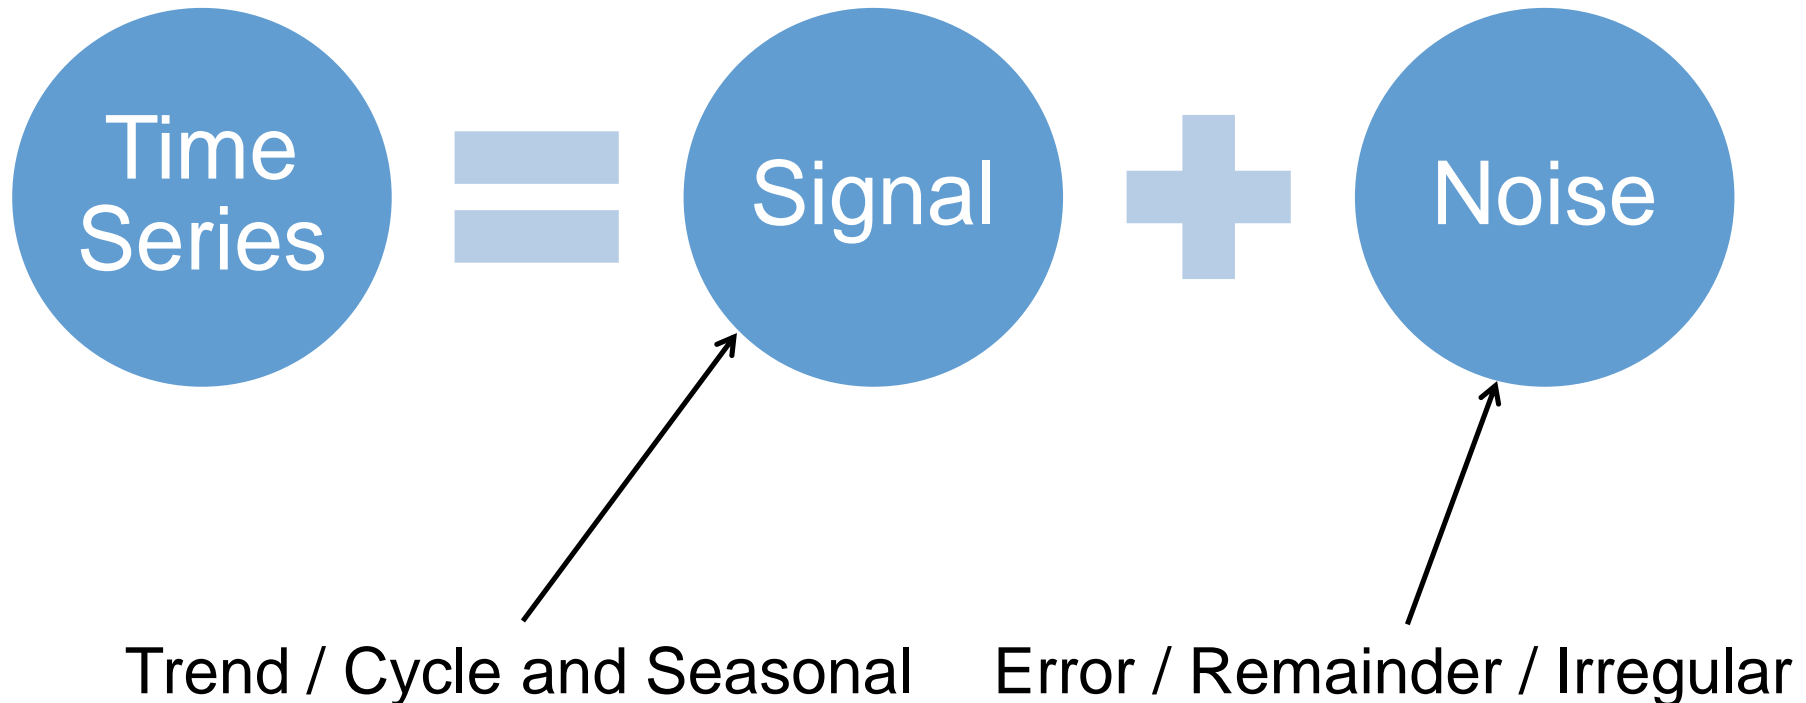 Time
Series
Signal
Noise
Trend / Cycle and Seasonal
Error / Remainder / Irregular